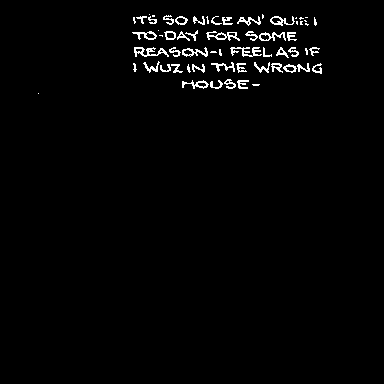 ITS SO NICE AN' QUIET
TO-DAY FOR SOME
REASON-I FEEL AS IF
I WUZ IN THE WRONG
HOUSE-